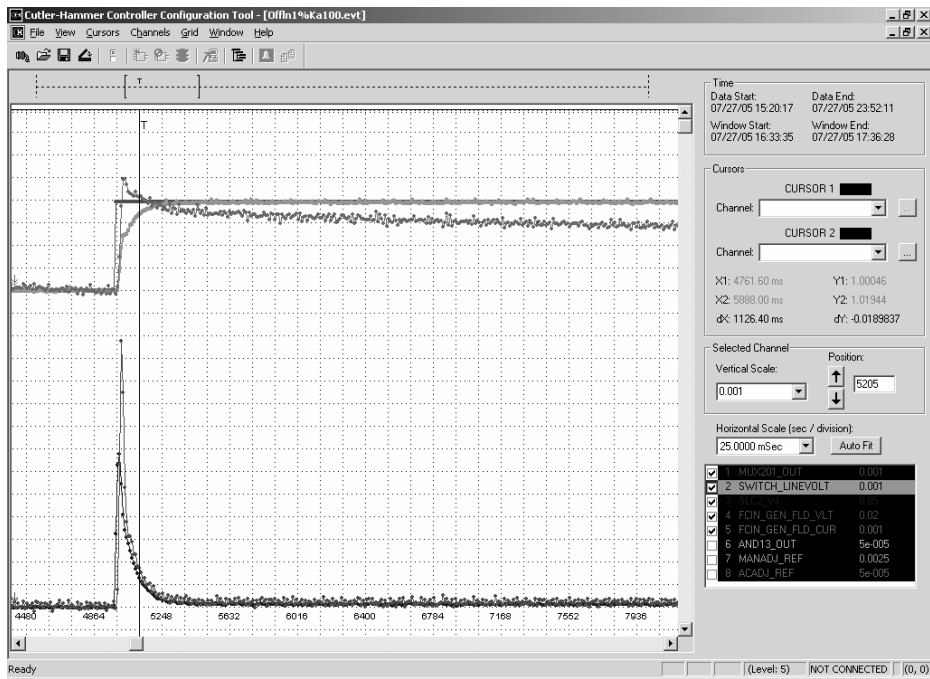 Cutler-Hammer Controller Configuration Tool - [Offln1%Ka100.evt]
File View Cursors Channels Grid Window Help
T
T
4480 4864 5248 5632 6016 6400 6784 7168 7552 7936
Time
Data Start: Data End:
07/27/05 15:20:17 07/27/05 23:52:11
Window Start: Window End:
07/27/05 16:33:35 07/27/05 17:36:28
Cursors
CURSOR 1
Channel: ...
CURSOR 2
Channel: ...
X1: 4761.60 ms Y1: 1.00046
X2: 5888.00 ms Y2: 1.01944
dX: 1126.40 ms dY: -0.0189837
Selected Channel
Vertical Scale: Position:
0.001 5205
Horizontal Scale (sec / division):
25.0000 mSec Auto Fit
1 MUX201_OUT 0.001
2 SWITCH_LINEVOLT 0.001
3 SLC2_V4 0.05
4 FCIN_GEN_FLD_VLT 0.02
5 FCIN_GEN_FLD_CUR 0.001
6 AND13_OUT 5e-005
7 MANADJ_REF 0.0025
8 ACADJ_REF 5e-005
Ready (Level: 5) NOT CONNECTED (0, 0)